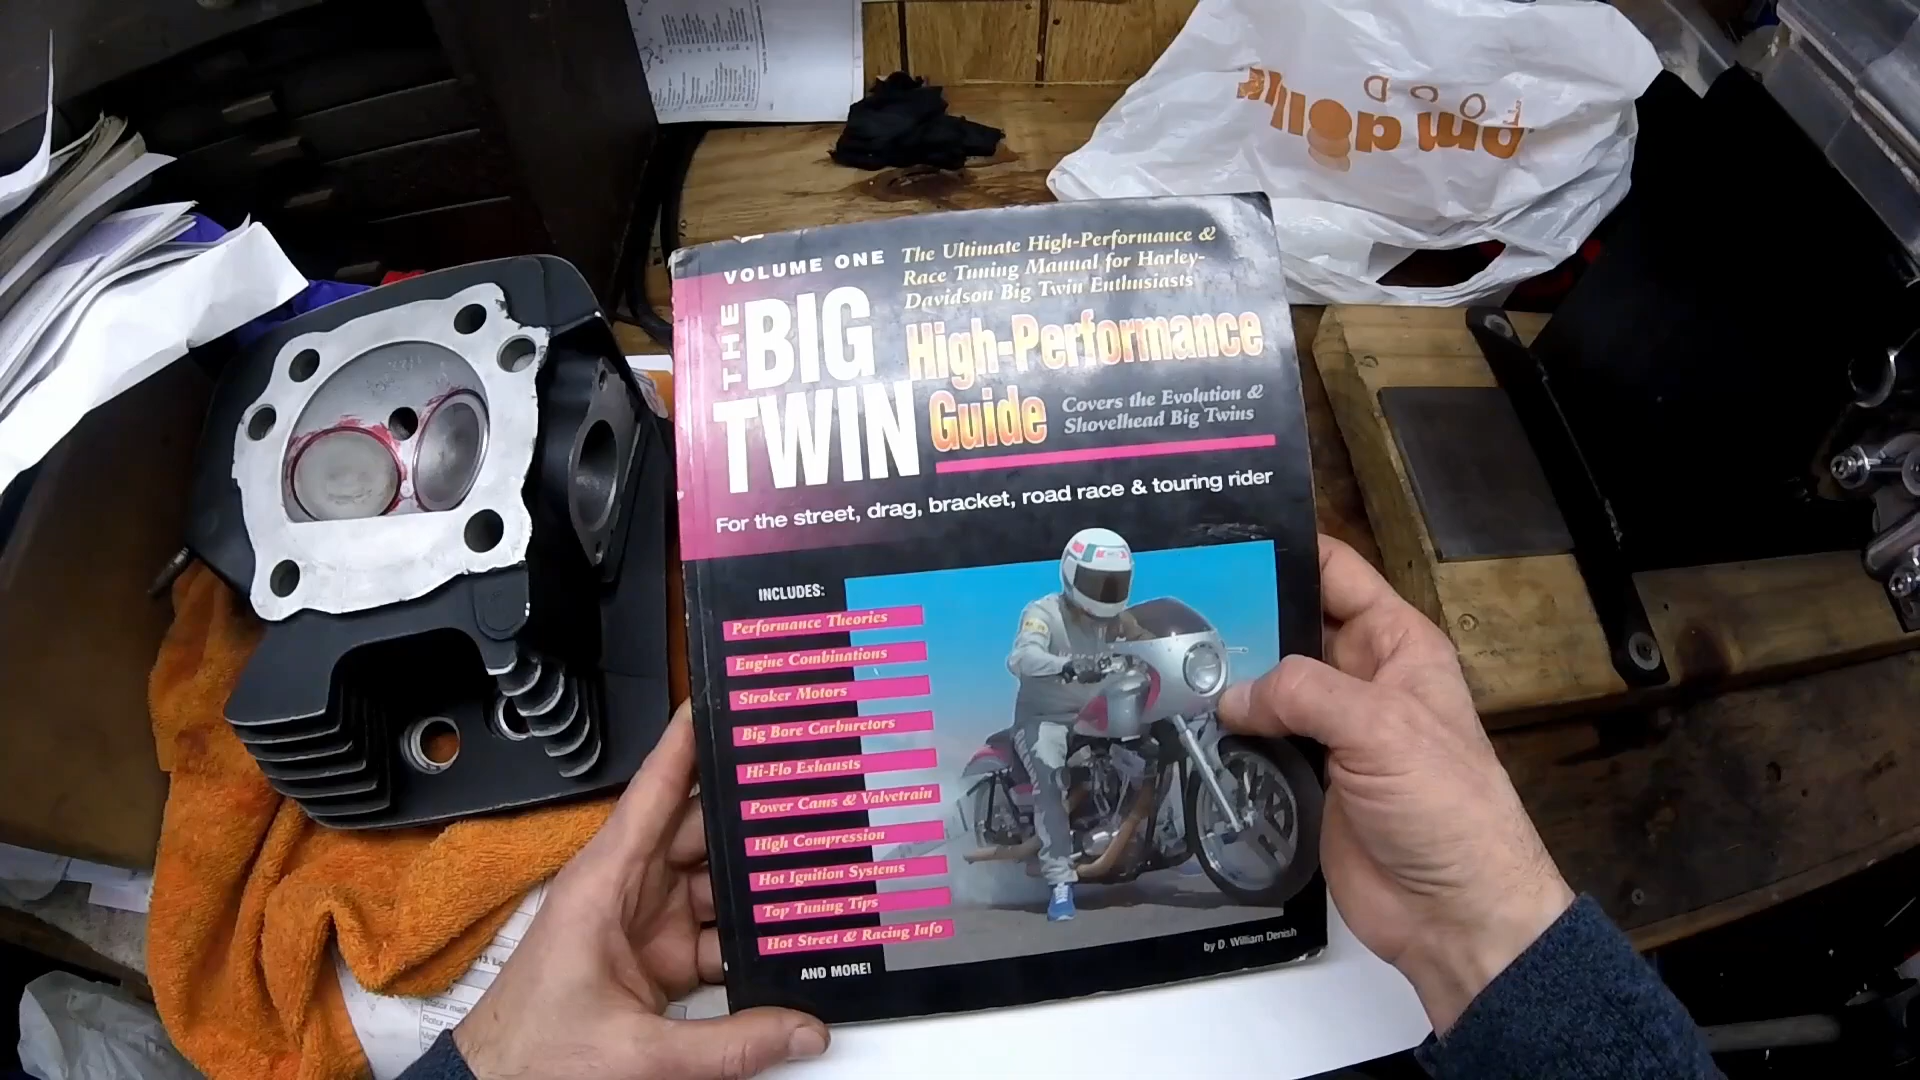 VOLUME ONE
The Ultimate High-Performance &
Race Tuning Manual for Harley-
Davidson Big Twin Enthusiasts
THE
BIG
TWIN
High-Performance
Guide
Covers the Evolution &
Shovelhead Big Twins
For the street, drag, bracket, road race & touring rider
INCLUDES:
Performance Theories
Engine Combinations
Stroker Motors
Big Bore Carburetors
Hi-Flo Exhausts
Power Cams & Valvetrain
High Compression
Hot Ignition Systems
Top Tuning Tips
Hot Street & Racing Info
AND MORE!
by D. William Denish